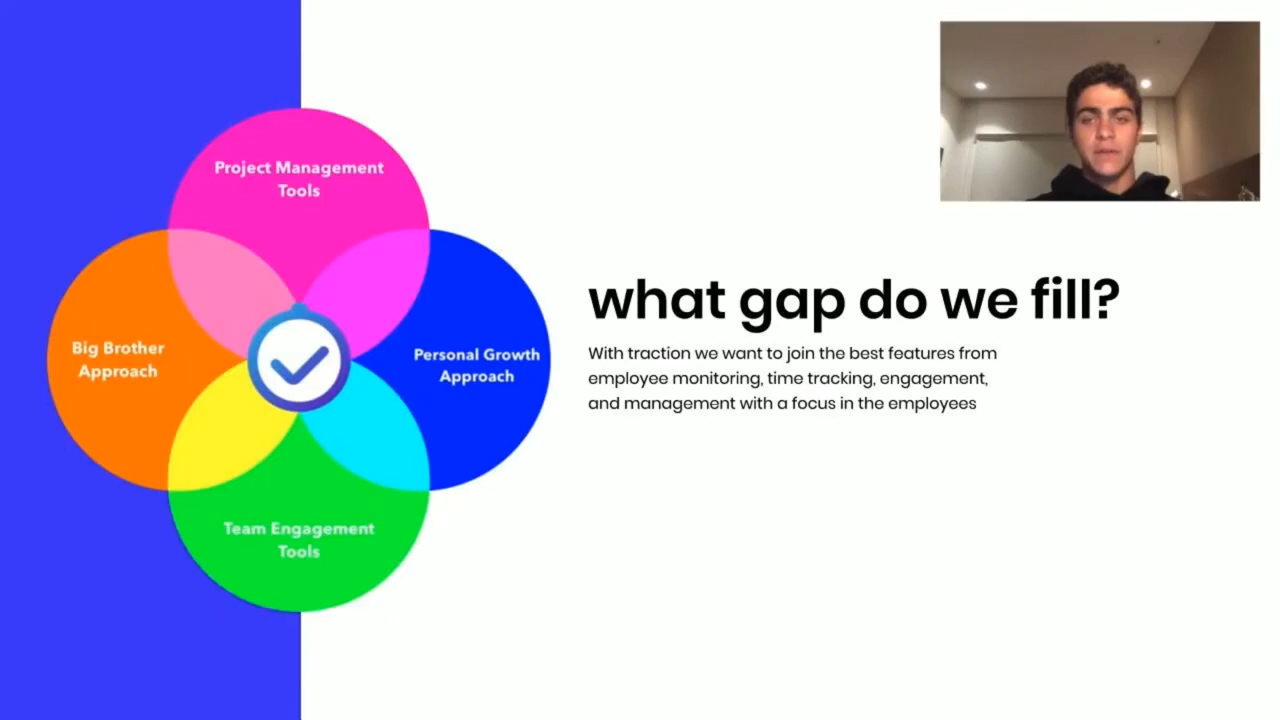 Project Management
Tools
Big Brother
Approach
Personal Growth
Approach
Team Engagement
Tools
what gap do we fill?
With traction we want to join the best features from
employee monitoring, time tracking, engagement,
and management with a focus in the employees